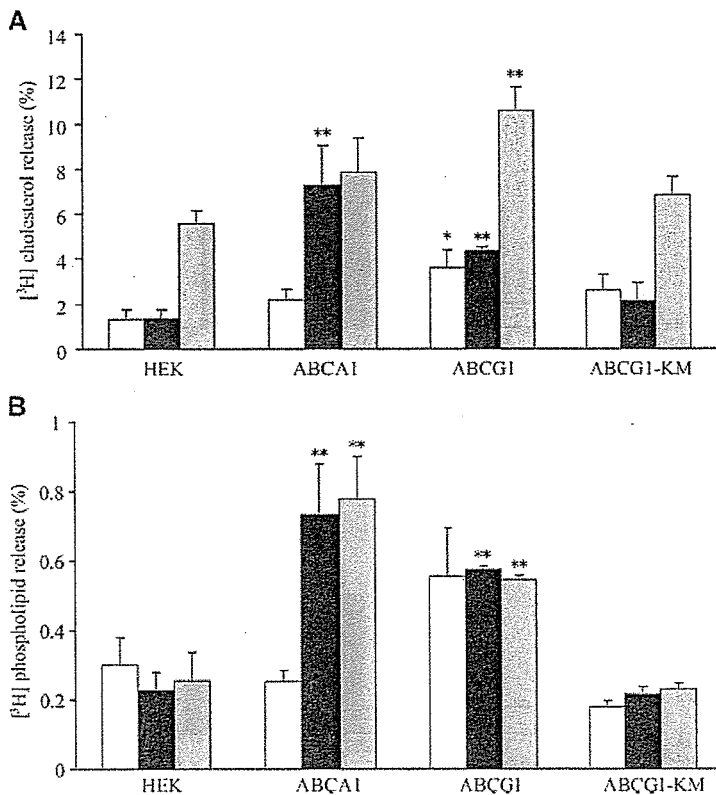 A
[³H] cholesterol release (%)
14
12
10
8
6
4
2
0
**
*
**
**
HEK
ABCA1
ABCG1
ABCG1-KM
B
[³H] phospholipid release (%)
1
0.8
0.6
0.4
0.2
0
**
**
**
**
HEK
ABCA1
ABCG1
ABCG1-KM